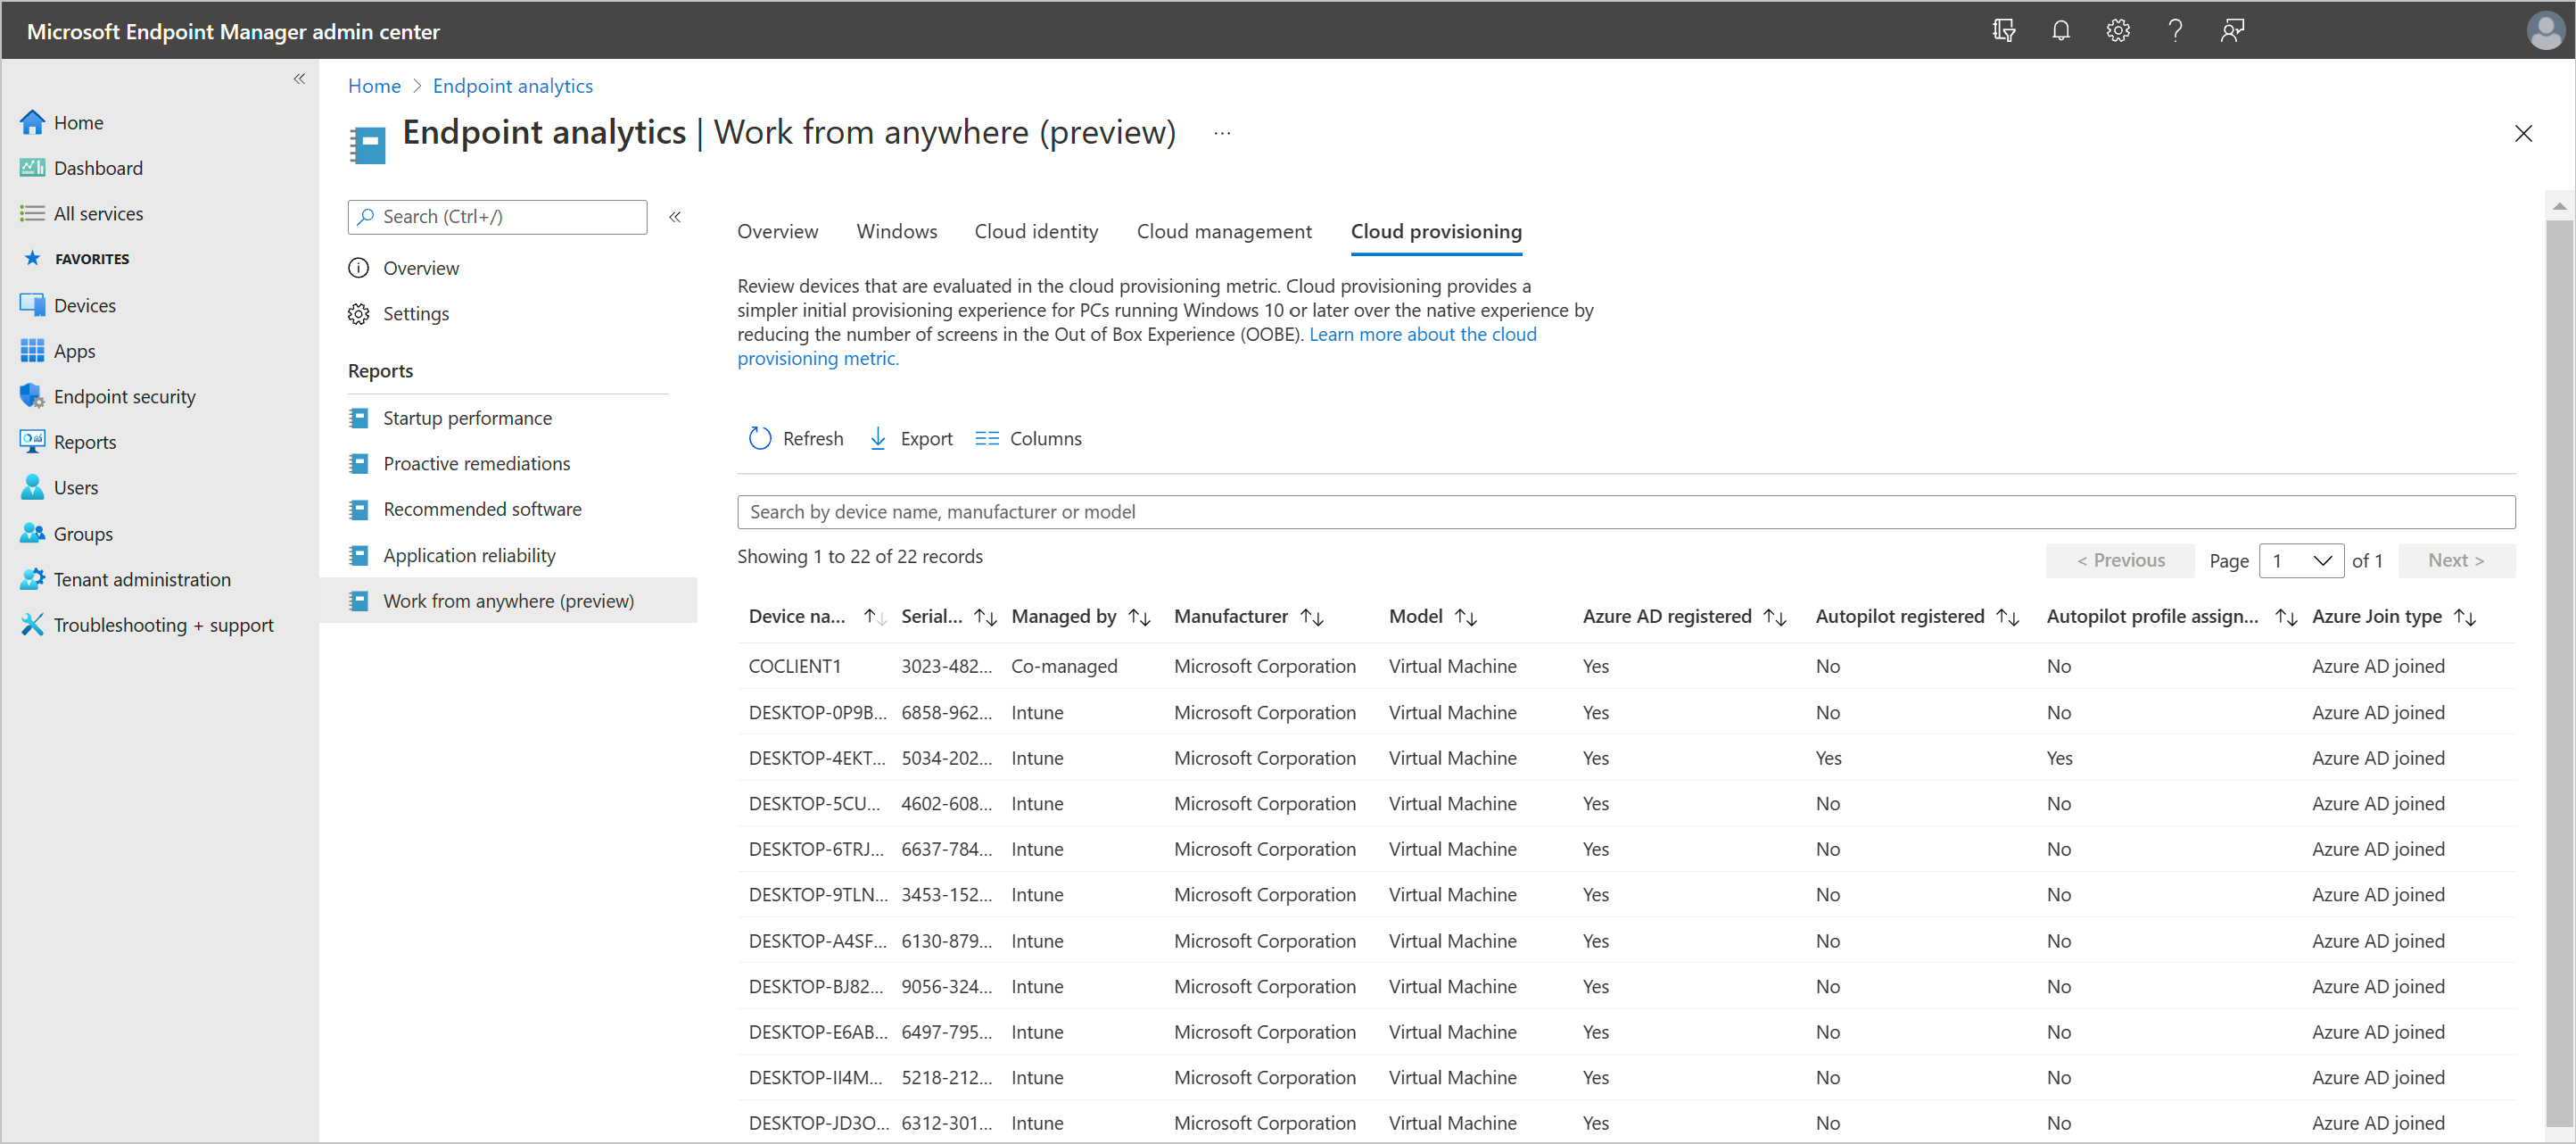 Microsoft Endpoint Manager admin center
Home
Dashboard
All services
FAVORITES
Devices
Apps
Endpoint security
Reports
Users
Groups
Tenant administration
Troubleshooting + support
Home > Endpoint analytics
Endpoint analytics | Work from anywhere (preview) ...
Search (Ctrl+/)
Overview
Settings
Reports
Startup performance
Proactive remediations
Recommended software
Application reliability
Work from anywhere (preview)
Overview Windows Cloud identity Cloud management Cloud provisioning
Review devices that are evaluated in the cloud provisioning metric. Cloud provisioning provides a
simpler initial provisioning experience for PCs running Windows 10 or later over the native experience by
reducing the number of screens in the Out of Box Experience (OOBE). Learn more about the cloud
provisioning metric.
Refresh Export Columns
Search by device name, manufacturer or model
Showing 1 to 22 of 22 records
< Previous Page 1 of 1 Next >
Device na... Serial... Managed by Manufacturer Model Azure AD registered Autopilot registered Autopilot profile assign... Azure Join type
COCLIENT1 3023-482... Co-managed Microsoft Corporation Virtual Machine Yes No No Azure AD joined
DESKTOP-0P9B... 6858-962... Intune Microsoft Corporation Virtual Machine Yes No No Azure AD joined
DESKTOP-4EKT... 5034-202... Intune Microsoft Corporation Virtual Machine Yes Yes Yes Azure AD joined
DESKTOP-5CU... 4602-608... Intune Microsoft Corporation Virtual Machine Yes No No Azure AD joined
DESKTOP-6TRJ... 6637-784... Intune Microsoft Corporation Virtual Machine Yes No No Azure AD joined
DESKTOP-9TLN... 3453-152... Intune Microsoft Corporation Virtual Machine Yes No No Azure AD joined
DESKTOP-A4SF... 6130-879... Intune Microsoft Corporation Virtual Machine Yes No No Azure AD joined
DESKTOP-BJ82... 9056-324... Intune Microsoft Corporation Virtual Machine Yes No No Azure AD joined
DESKTOP-E6AB... 6497-795... Intune Microsoft Corporation Virtual Machine Yes No No Azure AD joined
DESKTOP-II4M... 5218-212... Intune Microsoft Corporation Virtual Machine Yes No No Azure AD joined
DESKTOP-JD3O... 6312-301... Intune Microsoft Corporation Virtual Machine Yes No No Azure AD joined